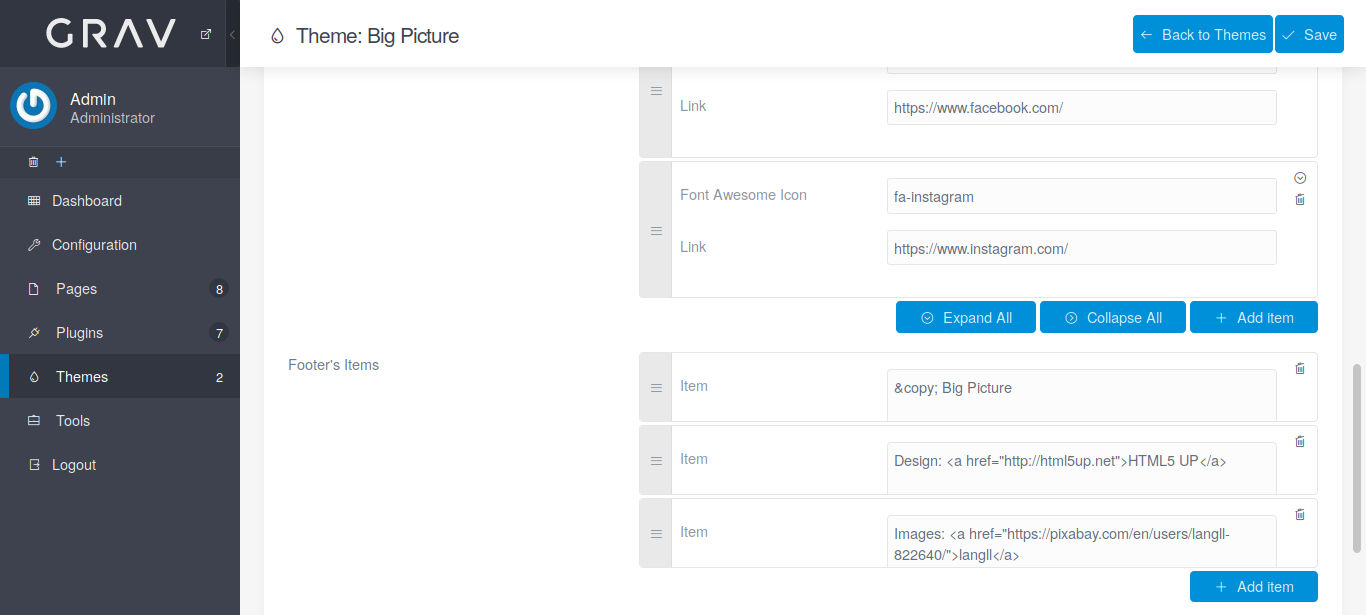 GRAV
Theme: Big Picture
Back to Themes
Save
Admin
Administrator
Dashboard
Configuration
Pages 8
Plugins 7
Themes 2
Tools
Logout
Link
https://www.facebook.com/
Font Awesome Icon
fa-instagram
Link
https://www.instagram.com/
Expand All
Collapse All
Add item
Footer's Items
Item
&copy; Big Picture
Item
Design: <a href="http://html5up.net">HTML5 UP</a>
Item
Images: <a href="https://pixabay.com/en/users/langll-
822640/">langll</a>
Add item